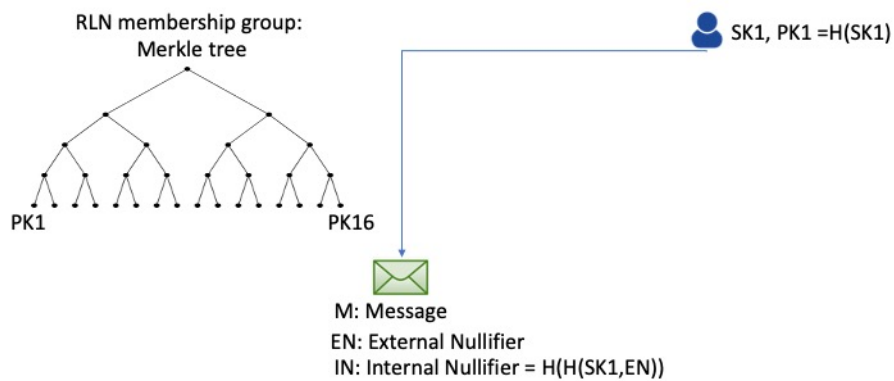 RLN membership group:
Merkle tree
SK1, PK1 =H(SK1)
PK1
PK16
M: Message
EN: External Nullifier
IN: Internal Nullifier = H(H(SK1,EN))